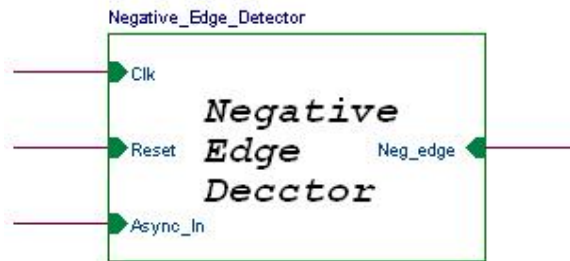 Negative_Edge_Detector
Clk
Negative
Reset
Edge
Neg_edge
Decctor
Async_In